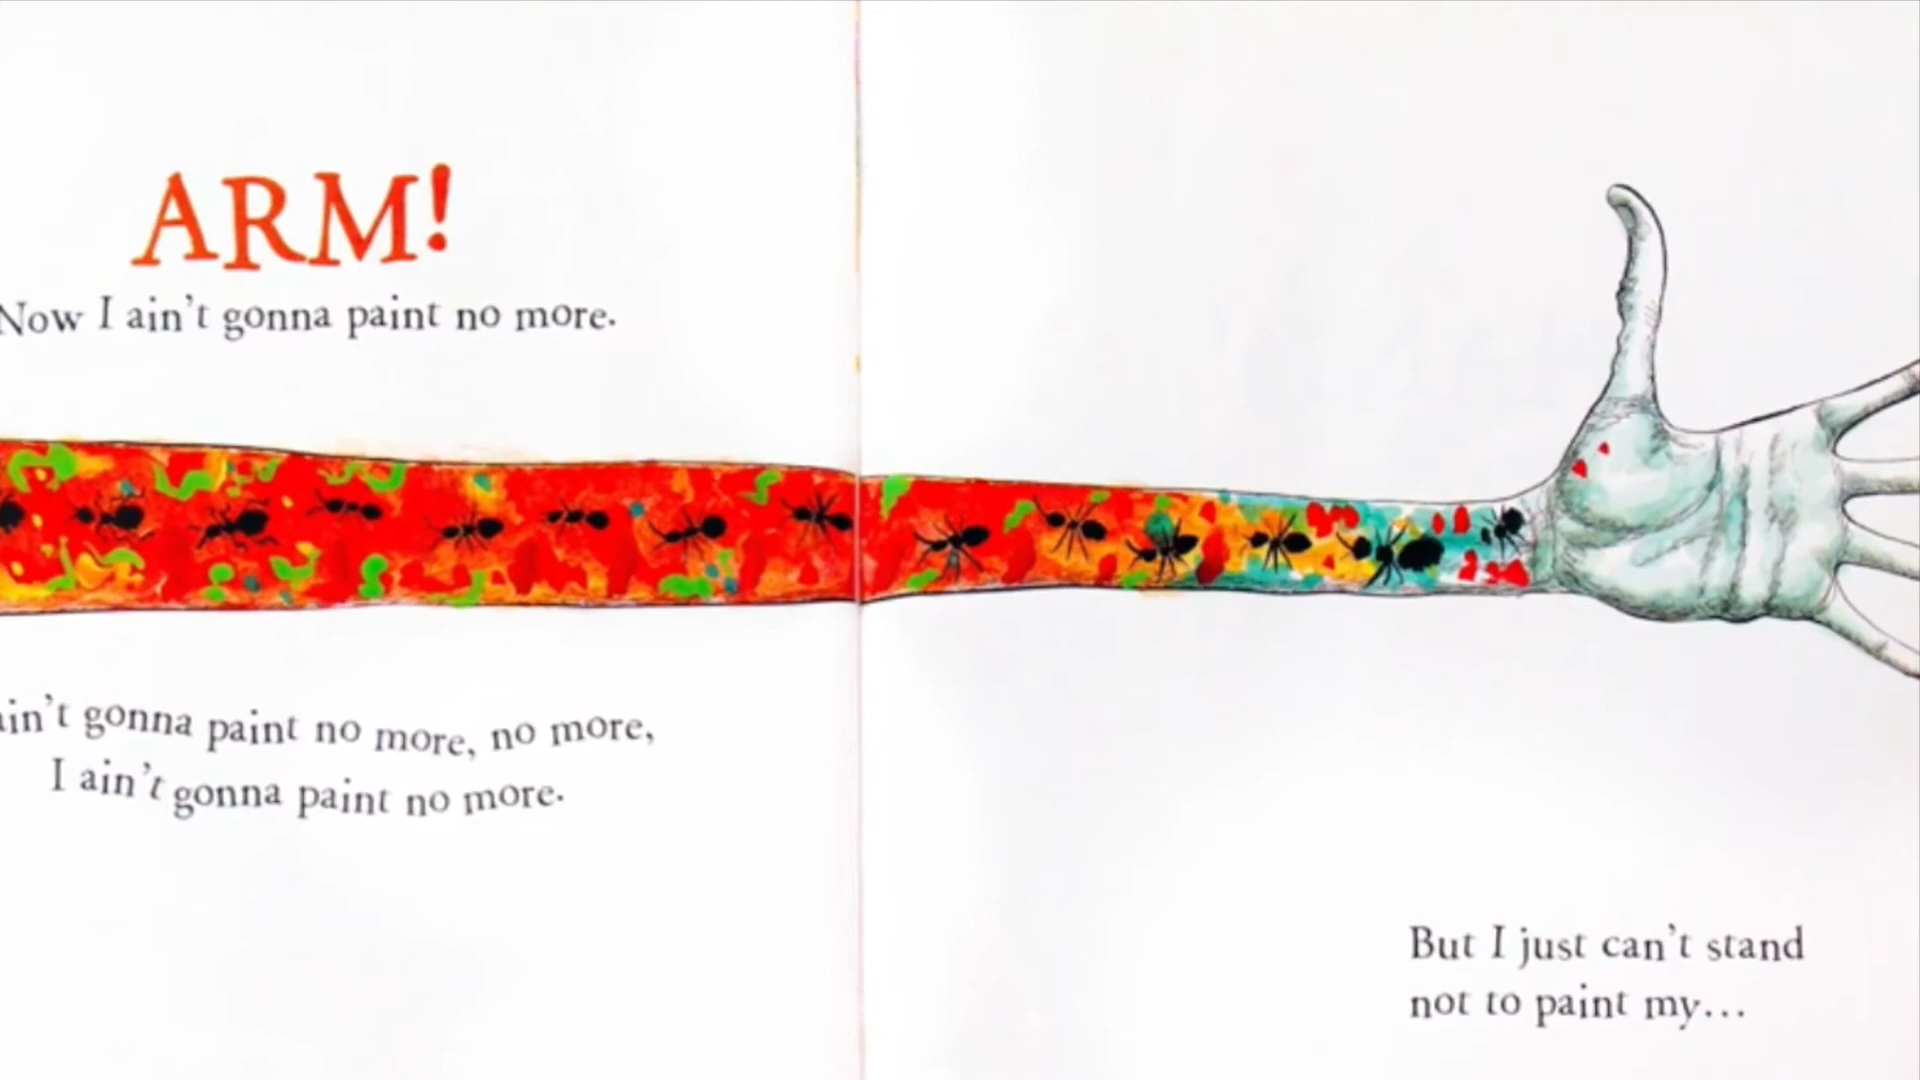 ARM!
Now I ain't gonna paint no more.
ain't gonna paint no more, no more,
I ain't gonna paint no more.
But I just can't stand
not to paint my...